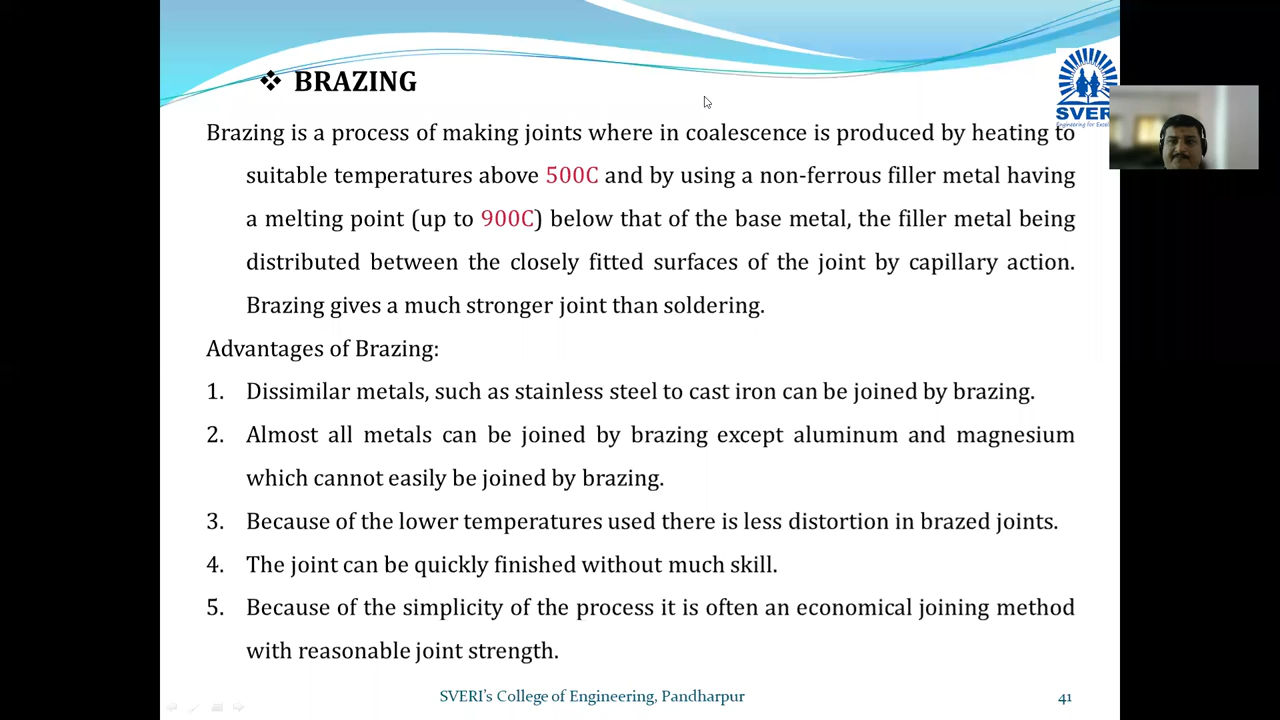 ❖ BRAZING
SVERI
Engineering for Excel
Brazing is a process of making joints where in coalescence is produced by heating to
suitable temperatures above 500C and by using a non-ferrous filler metal having
a melting point (up to 900C) below that of the base metal, the filler metal being
distributed between the closely fitted surfaces of the joint by capillary action.
Brazing gives a much stronger joint than soldering.
Advantages of Brazing:
1. Dissimilar metals, such as stainless steel to cast iron can be joined by brazing.
2. Almost all metals can be joined by brazing except aluminum and magnesium
which cannot easily be joined by brazing.
3. Because of the lower temperatures used there is less distortion in brazed joints.
4. The joint can be quickly finished without much skill.
5. Because of the simplicity of the process it is often an economical joining method
with reasonable joint strength.
SVERI's College of Engineering, Pandharpur
41